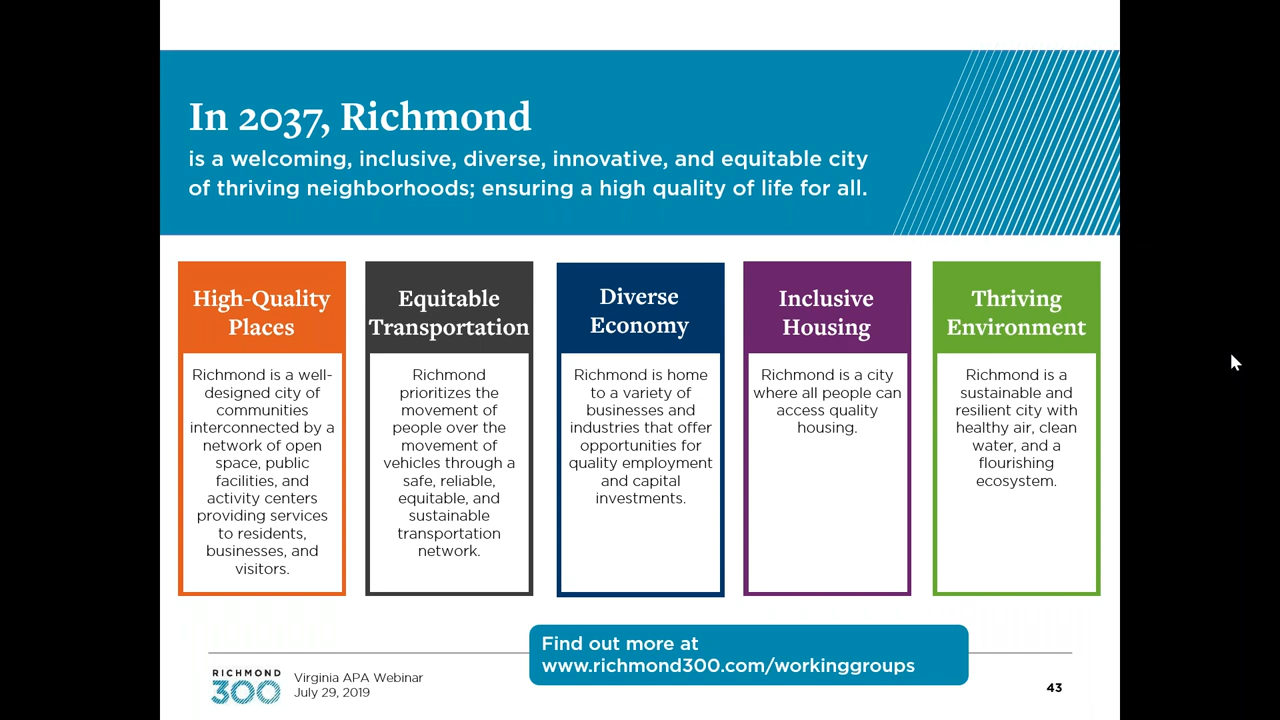 In 2037, Richmond
is a welcoming, inclusive, diverse, innovative, and equitable city
of thriving neighborhoods; ensuring a high quality of life for all.
High-Quality
Places
Richmond is a well-
designed city of
communities
interconnected by a
network of open
space, public
facilities, and
activity centers
providing services
to residents,
businesses, and
visitors.
Equitable
Transportation
Richmond
prioritizes the
movement of
people over the
movement of
vehicles through a
safe, reliable,
equitable, and
sustainable
transportation
network.
Diverse
Economy
Richmond is home
to a variety of
businesses and
industries that offer
opportunities for
quality employment
and capital
investments.
Inclusive
Housing
Richmond is a city
where all people can
access quality
housing.
Thriving
Environment
Richmond is a
sustainable and
resilient city with
healthy air, clean
water, and a
flourishing
ecosystem.
Find out more at
www.richmond300.com/workinggroups
RICHMOND
300
Virginia APA Webinar
July 29, 2019
43